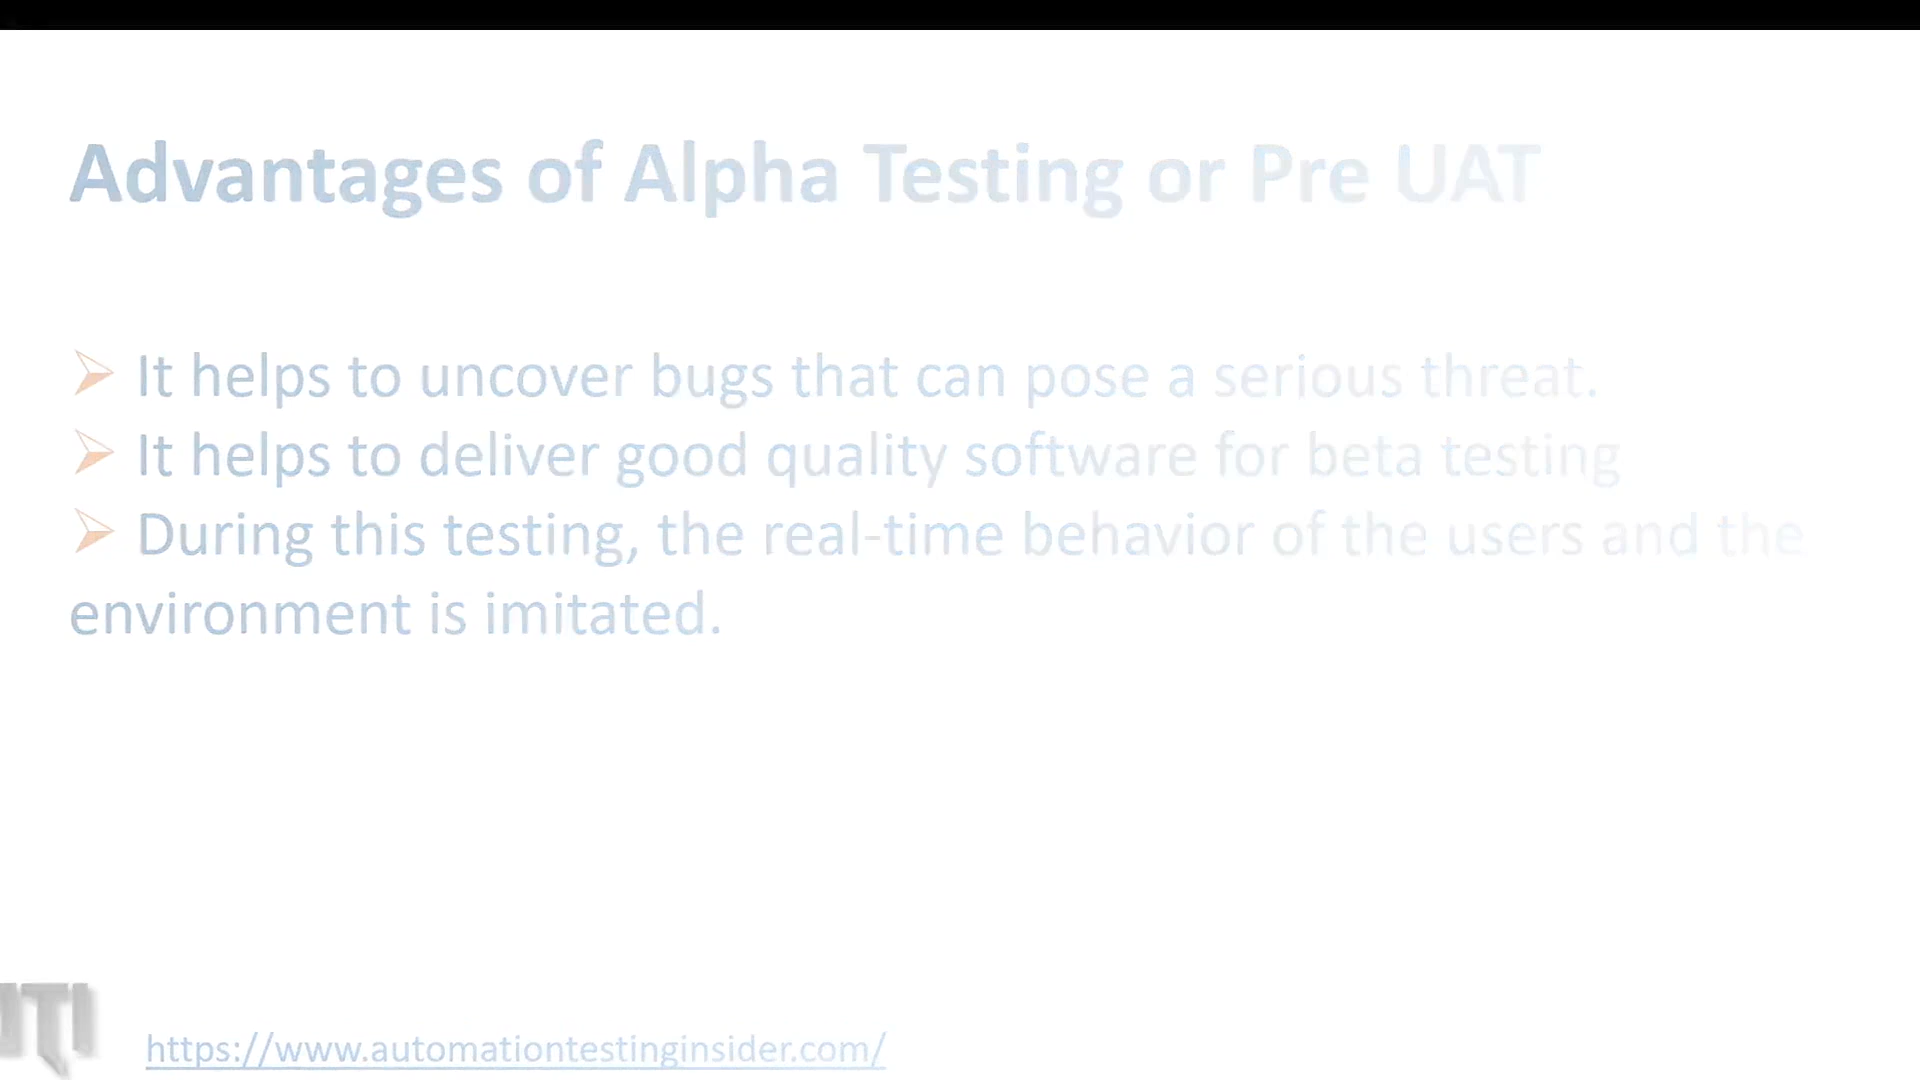 Advantages of Alpha Testing or Pre UAT
It helps to uncover bugs that can pose a serious threat.
It helps to deliver good quality software for beta testing
During this testing, the real-time behavior of the users and the
environment is imitated.
https://www.automationtestinginsider.com/